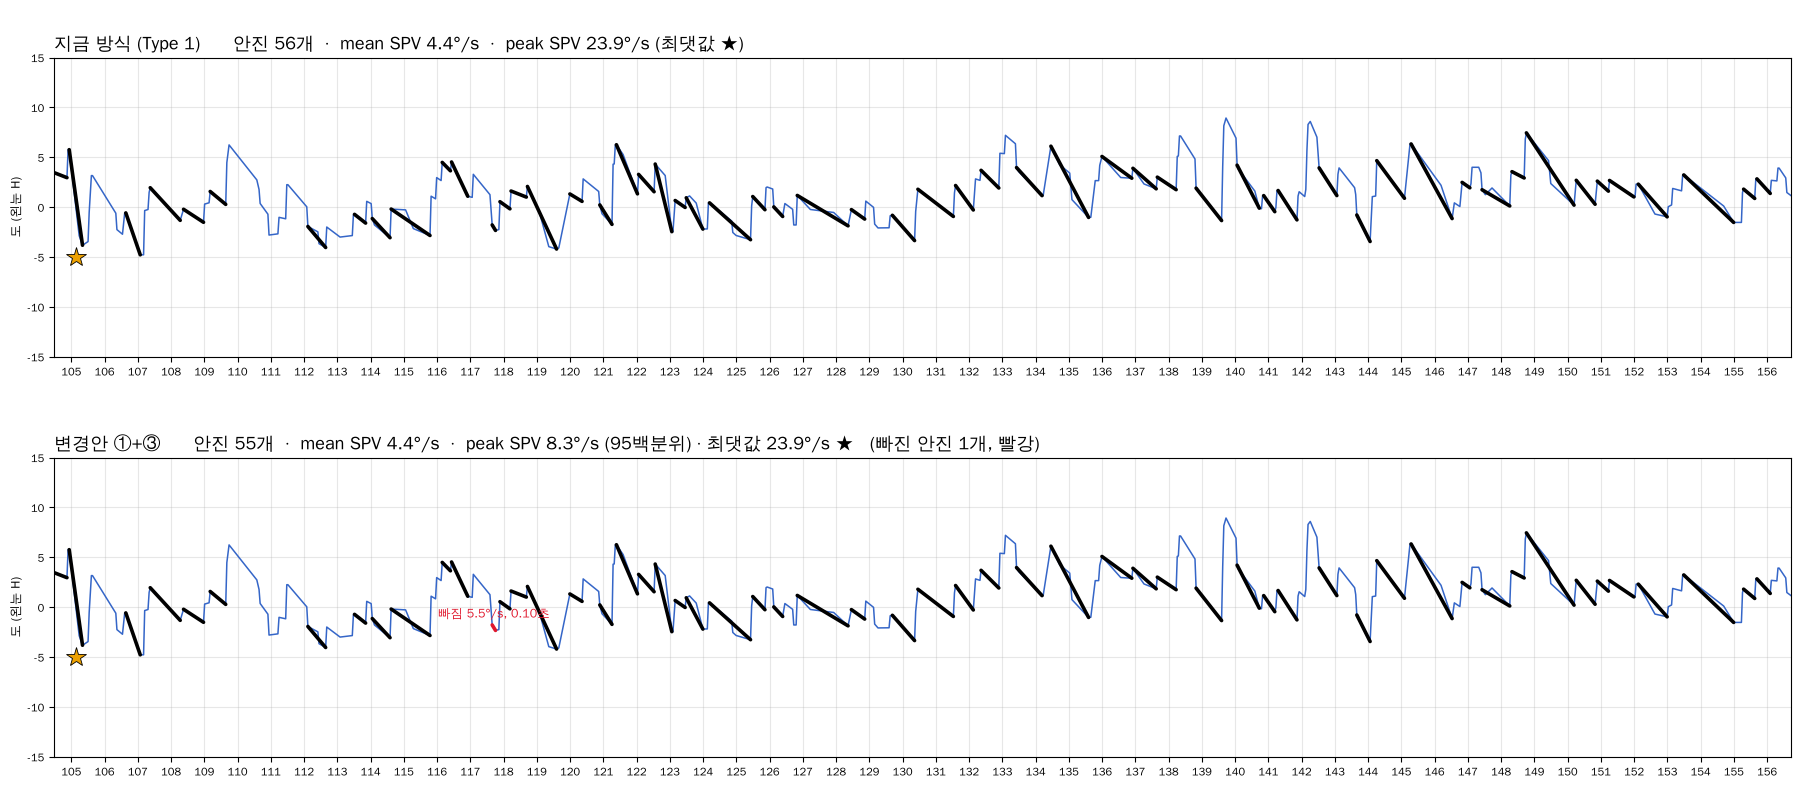 지금 방식 (Type 1) 안진 56개 · mean SPV 4.4°/s · peak SPV 23.9°/s (최댓값 ★)
15
10
5
0
-5
-10
-15
도 (왼눈 H)
105 106 107 108 109 110 111 112 113 114 115 116 117 118 119 120 121 122 123 124 125 126 127 128 129 130 131 132 133 134 135 136 137 138 139 140 141 142 143 144 145 146 147 148 149 150 151 152 153 154 155 156
변경안 ①+③ 안진 55개 · mean SPV 4.4°/s · peak SPV 8.3°/s (95백분위) · 최댓값 23.9°/s ★ (빠진 안진 1개, 빨강)
15
10
5
0
-5
-10
-15
도 (왼눈 H)
빠짐 5.5°/s, 0.10초
105 106 107 108 109 110 111 112 113 114 115 116 117 118 119 120 121 122 123 124 125 126 127 128 129 130 131 132 133 134 135 136 137 138 139 140 141 142 143 144 145 146 147 148 149 150 151 152 153 154 155 156